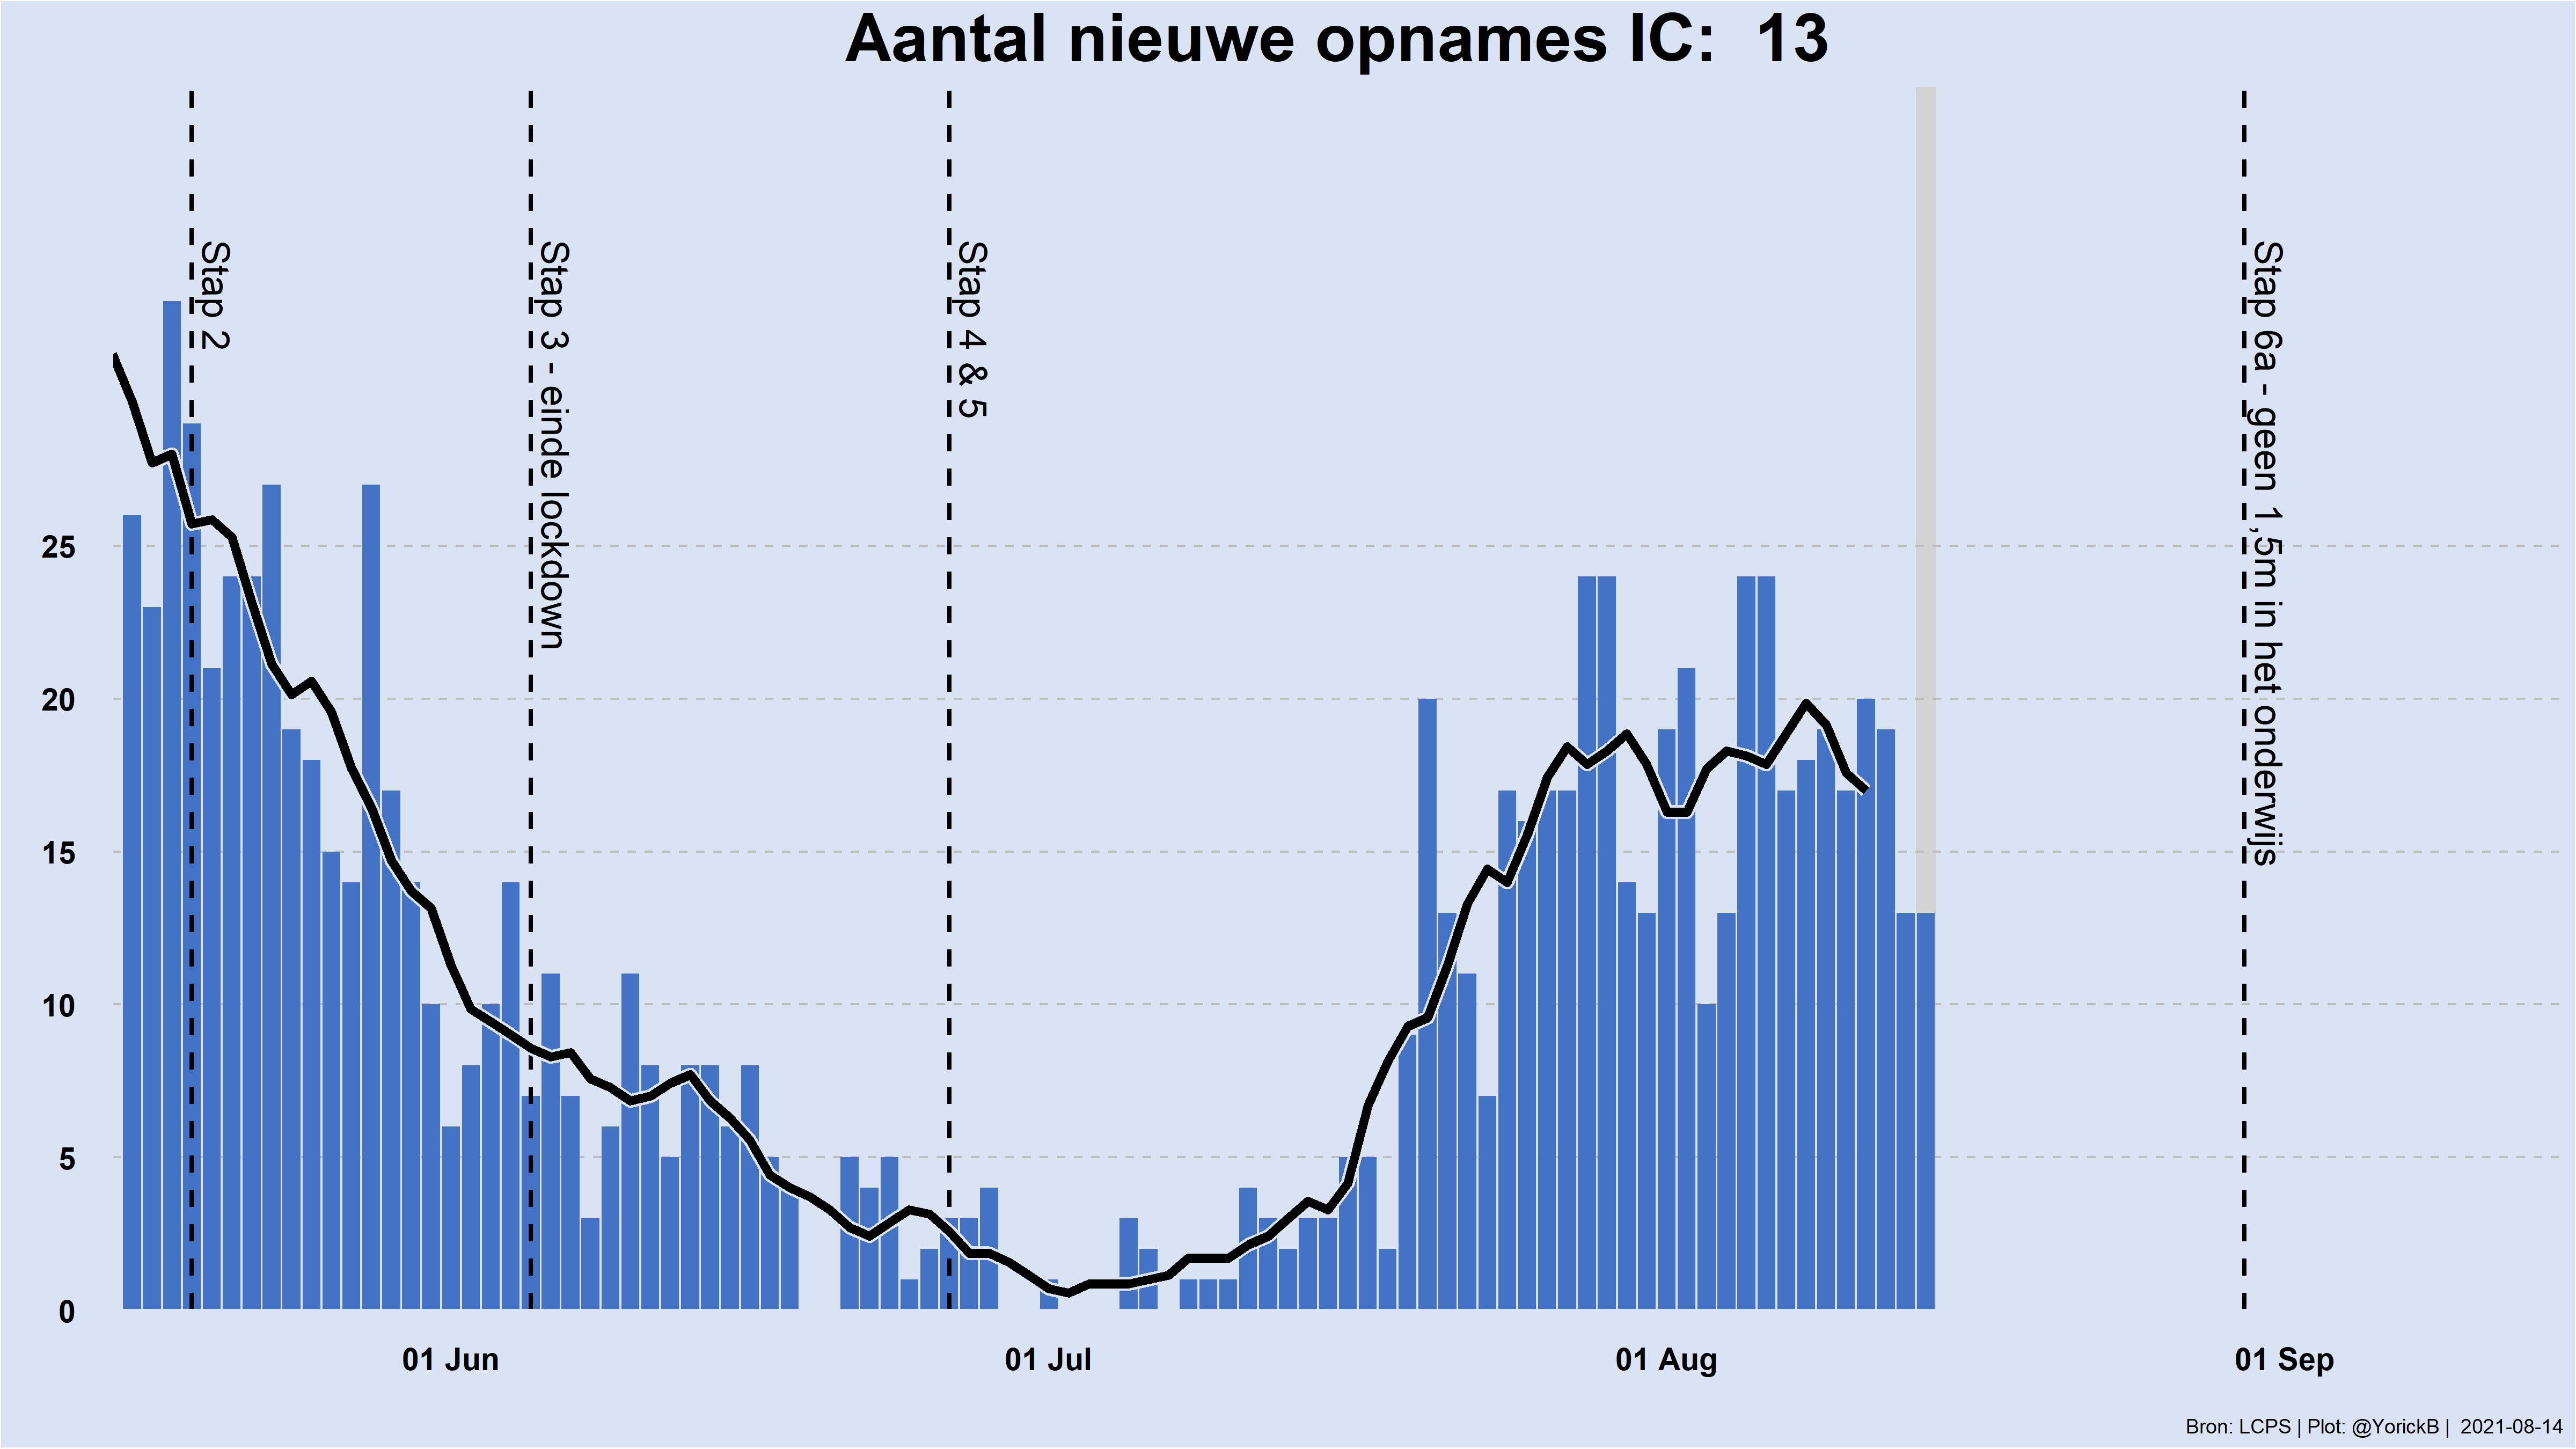 Aantal nieuwe opnames IC:  13
Stap 2
Stap 3 - einde lockdown
Stap 4 & 5
Stap 6a - geen 1,5m in het onderwijs
25
20
15
10
5
0
01 Jun
01 Jul
01 Aug
01 Sep
Bron: LCPS | Plot: @YorickB |  2021-08-14